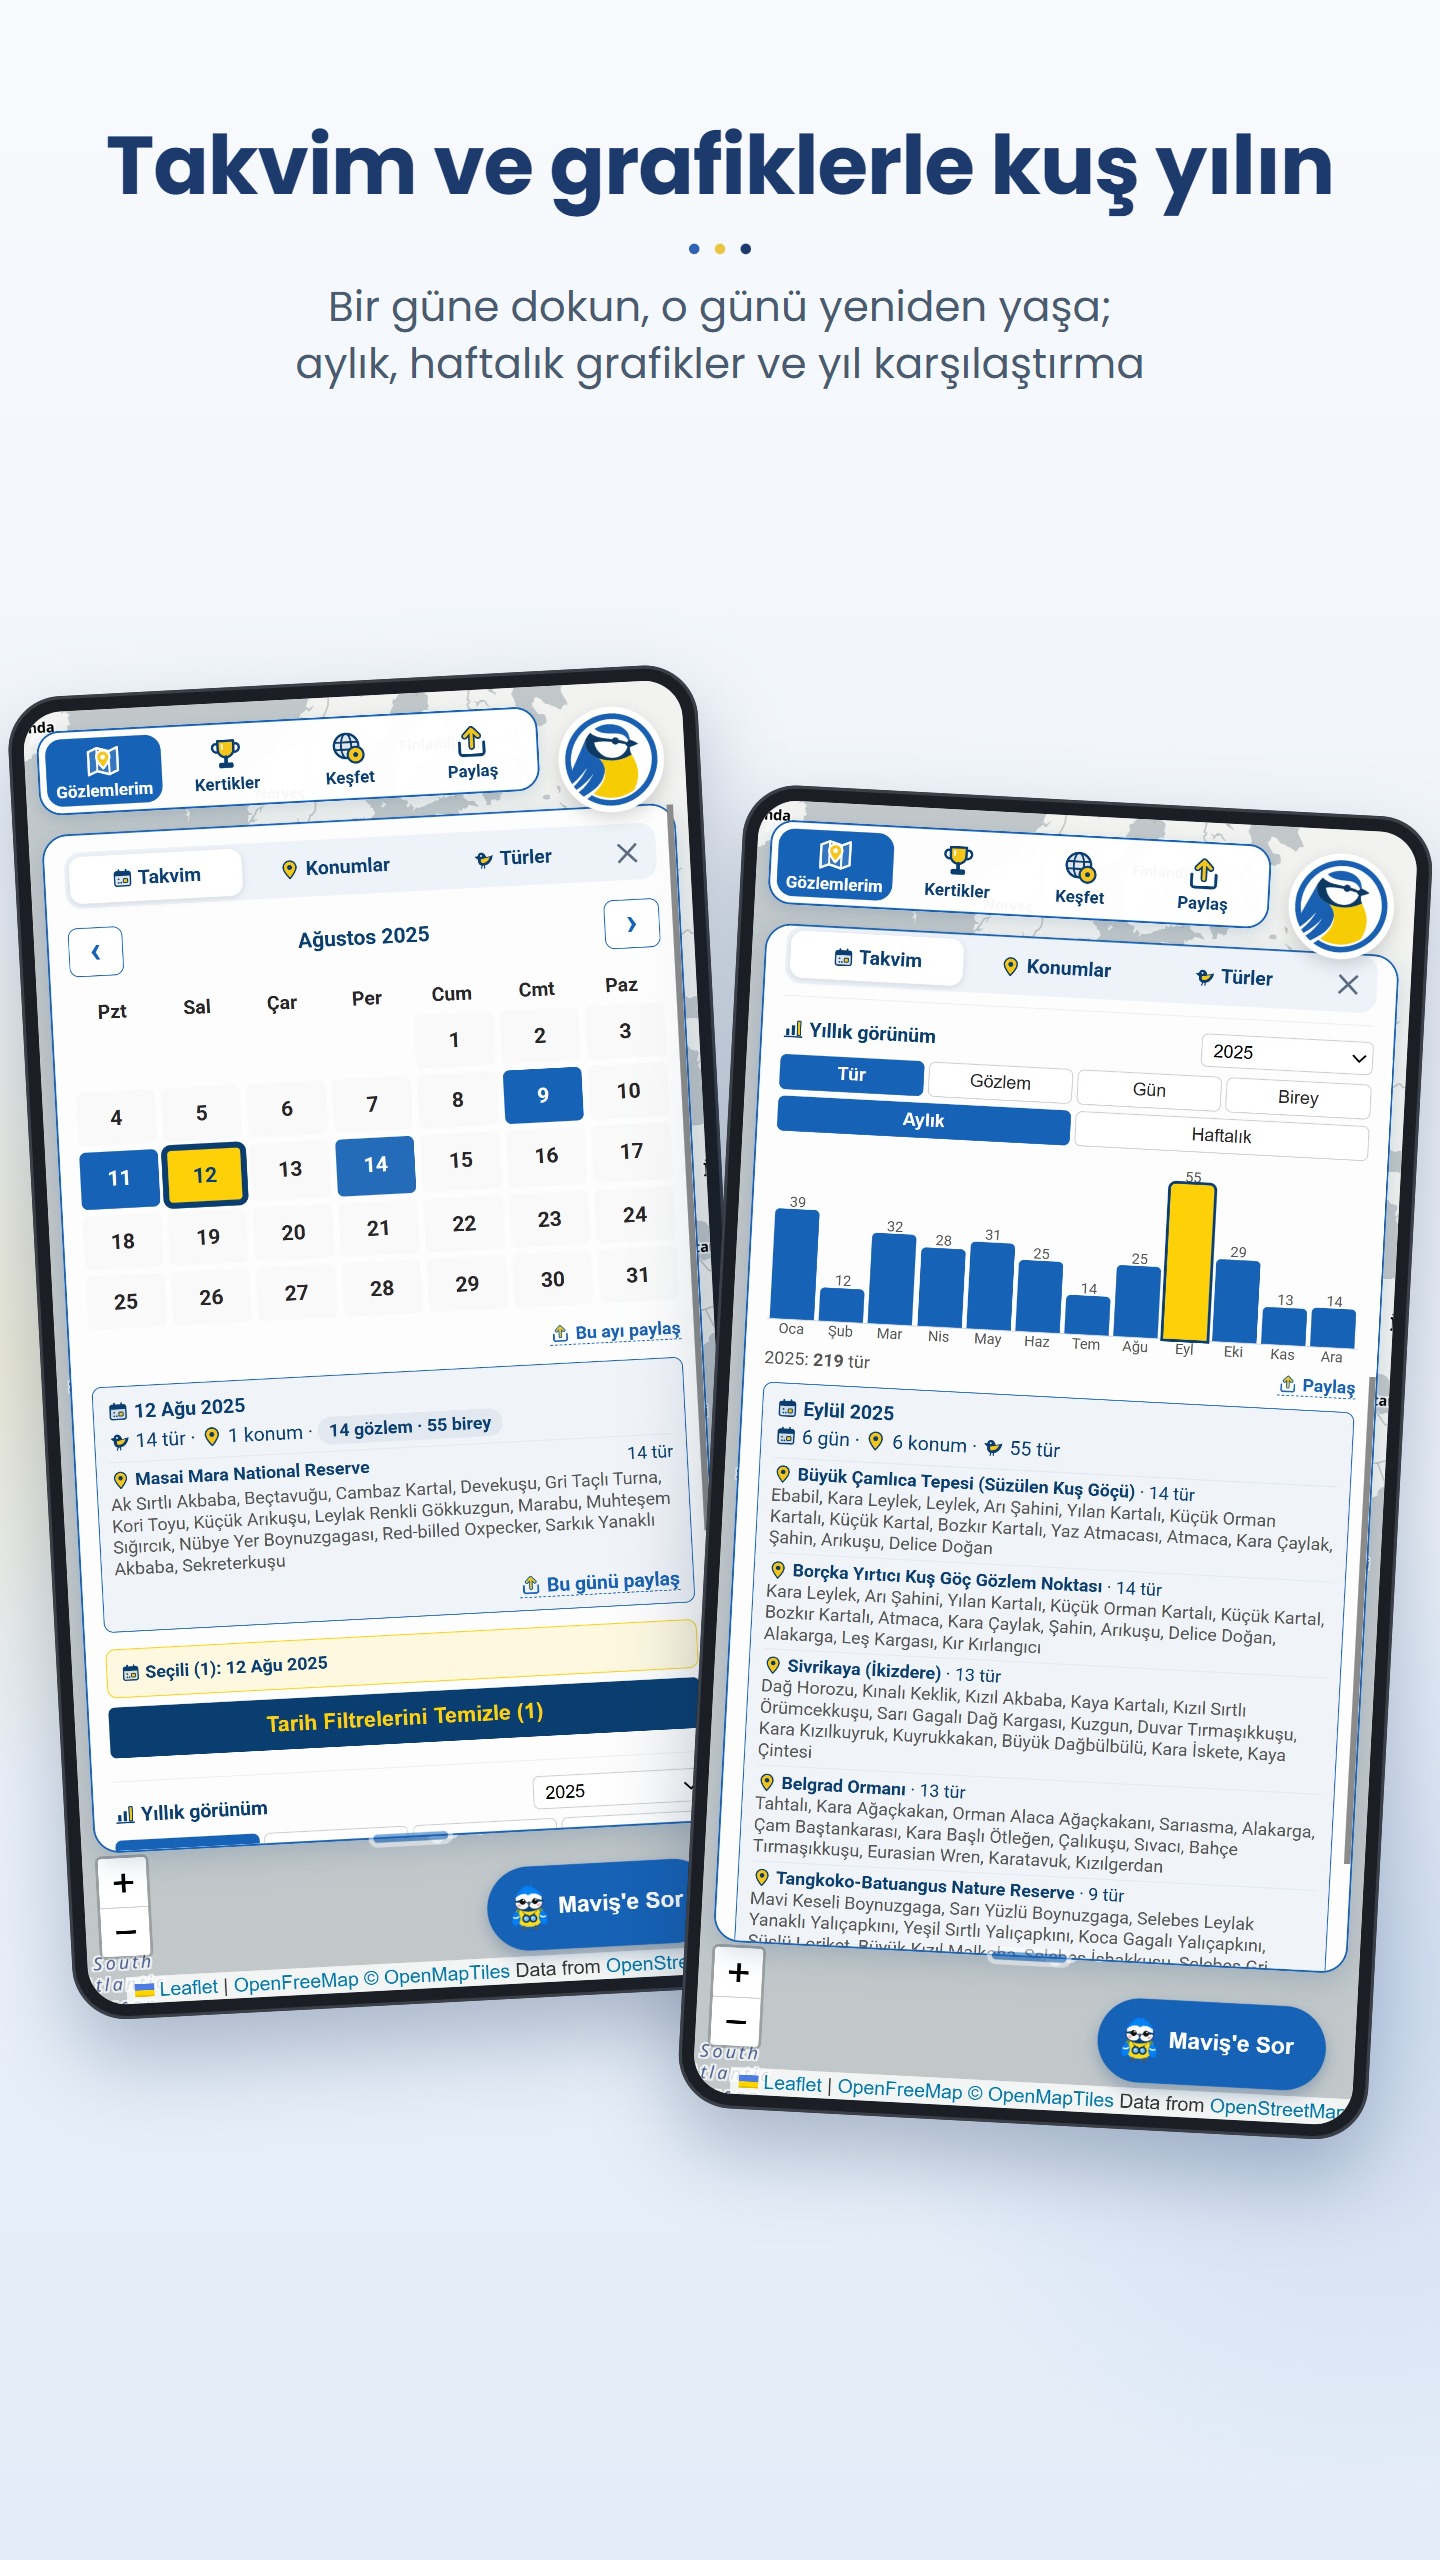 Takvim ve grafiklerle kuş yılın
Bir güne dokun, o günü yeniden yaşa;
aylık, haftalık grafikler ve yıl karşılaştırma
nda
Gözlemlerim
Kertikler
Keşfet
Paylaş
Takvim
Konumlar
Türler
Ağustos 2025
Pzt Sal Çar Per Cum Cmt Paz
1 2 3
4 5 6 7 8 9 10
11 12 13 14 15 16 17
18 19 20 21 22 23 24
25 26 27 28 29 30 31
Bu ayı paylaş
12 Ağu 2025
14 tür · 1 konum · 14 gözlem · 55 birey
Masai Mara National Reserve 14 tür
Ak Sırtlı Akbaba, Beçtavuğu, Cambaz Kartal, Devekuşu, Gri Taçlı Turna,
Kori Toyu, Küçük Arıkuşu, Leylak Renkli Gökkuzgun, Marabu, Muhteşem
Sığırcık, Nübye Yer Boynuzgagası, Red-billed Oxpecker, Sarkık Yanaklı
Akbaba, Sekreterkuşu
Bu günü paylaş
Seçili (1): 12 Ağu 2025
Tarih Filtrelerini Temizle (1)
Yıllık görünüm 2025
+
−
South
Maviş'e Sor
Leaflet | OpenFreeMap © OpenMapTiles Data from OpenStre
nda
Gözlemlerim
Kertikler
Keşfet
Paylaş
Takvim
Konumlar
Türler
Yıllık görünüm 2025
Tür Gözlem Gün Birey
Aylık Haftalık
39 12 32 28 31 25 14 25 55 29 13 14
Oca Şub Mar Nis May Haz Tem Ağu Eyl Eki Kas Ara
2025: 219 tür
Paylaş
Eylül 2025
6 gün · 6 konum · 55 tür
Büyük Çamlıca Tepesi (Süzülen Kuş Göçü) · 14 tür
Ebabil, Kara Leylek, Leylek, Arı Şahini, Yılan Kartalı, Küçük Orman
Kartalı, Küçük Kartal, Bozkır Kartalı, Yaz Atmacası, Atmaca, Kara Çaylak,
Şahin, Arıkuşu, Delice Doğan
Borçka Yırtıcı Kuş Göç Gözlem Noktası · 14 tür
Kara Leylek, Arı Şahini, Yılan Kartalı, Küçük Orman Kartalı, Küçük Kartal,
Bozkır Kartalı, Atmaca, Kara Çaylak, Şahin, Arıkuşu, Delice Doğan,
Alakarga, Leş Kargası, Kır Kırlangıcı
Sivrikaya (İkizdere) · 13 tür
Dağ Horozu, Kınalı Keklik, Kızıl Akbaba, Kaya Kartalı, Kızıl Sırtlı
Örümcekkuşu, Sarı Gagalı Dağ Kargası, Kuzgun, Duvar Tırmaşıkkuşu,
Kara Kızılkuyruk, Kuyrukkakan, Büyük Dağbülbülü, Kara İskete, Kaya
Çintesi
Belgrad Ormanı · 13 tür
Tahtalı, Kara Ağaçkakan, Orman Alaca Ağaçkakanı, Sarıasma, Alakarga,
Çam Baştankarası, Kara Başlı Ötleğen, Çalıkuşu, Sıvacı, Bahçe
Tırmaşıkkuşu, Eurasian Wren, Karatavuk, Kızılgerdan
Tangkoko-Batuangus Nature Reserve · 9 tür
Mavi Keseli Boynuzgaga, Sarı Yüzlü Boynuzgaga, Selebes Leylak
Yanaklı Yalıçapkını, Yeşil Sırtlı Yalıçapkını, Koca Gagalı Yalıçapkını,
Süslü Loriket, Büyük Kızıl
+
−
South
Maviş'e Sor
Leaflet | OpenFreeMap © OpenMapTiles Data from OpenStreetMap